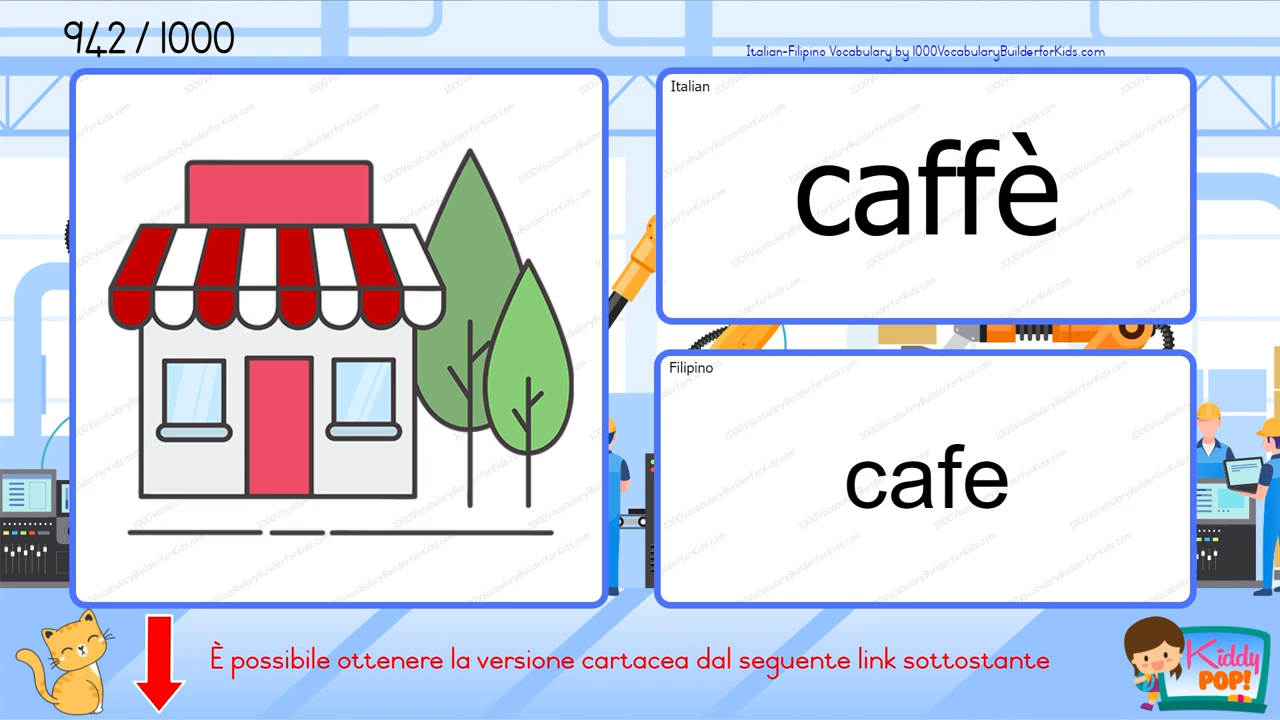 942 / 1000
Italian-Filipino Vocabulary by 1000VocabularyBuilderforKids.com
Italian
caffè
Filipino
cafe
È possibile ottenere la versione cartacea dal seguente link sottostante
Kiddy
POP!